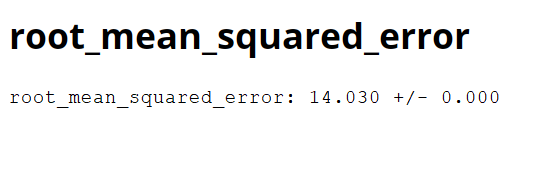 root_mean_squared_error
root_mean_squared_error: 14.030 +/- 0.000